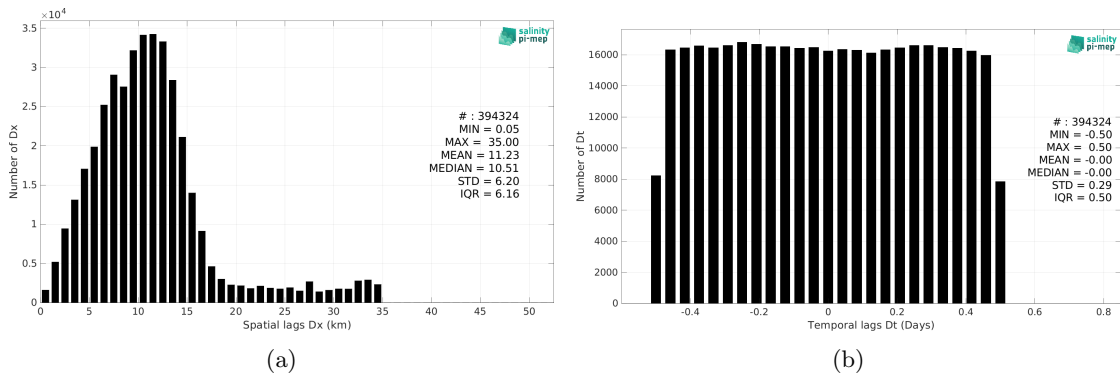 ×10⁴
3.5
3
2.5
2
1.5
1
0.5
0
Number of Dx
0 5 10 15 20 25 30 35 40 45 50
Spatial lags Dx (km)
salinity
pi-mep
# : 394324
MIN = 0.05
MAX = 35.00
MEAN = 11.23
MEDIAN = 10.51
STD = 6.20
IQR = 6.16
(a)
16000
14000
12000
10000
8000
6000
4000
2000
0
Number of Dt
-0.4 -0.2 0 0.2 0.4 0.6 0.8
Temporal lags Dt (Days)
salinity
pi-mep
# : 394324
MIN = -0.50
MAX = 0.50
MEAN = -0.00
MEDIAN = -0.00
STD = 0.29
IQR = 0.50
(b)